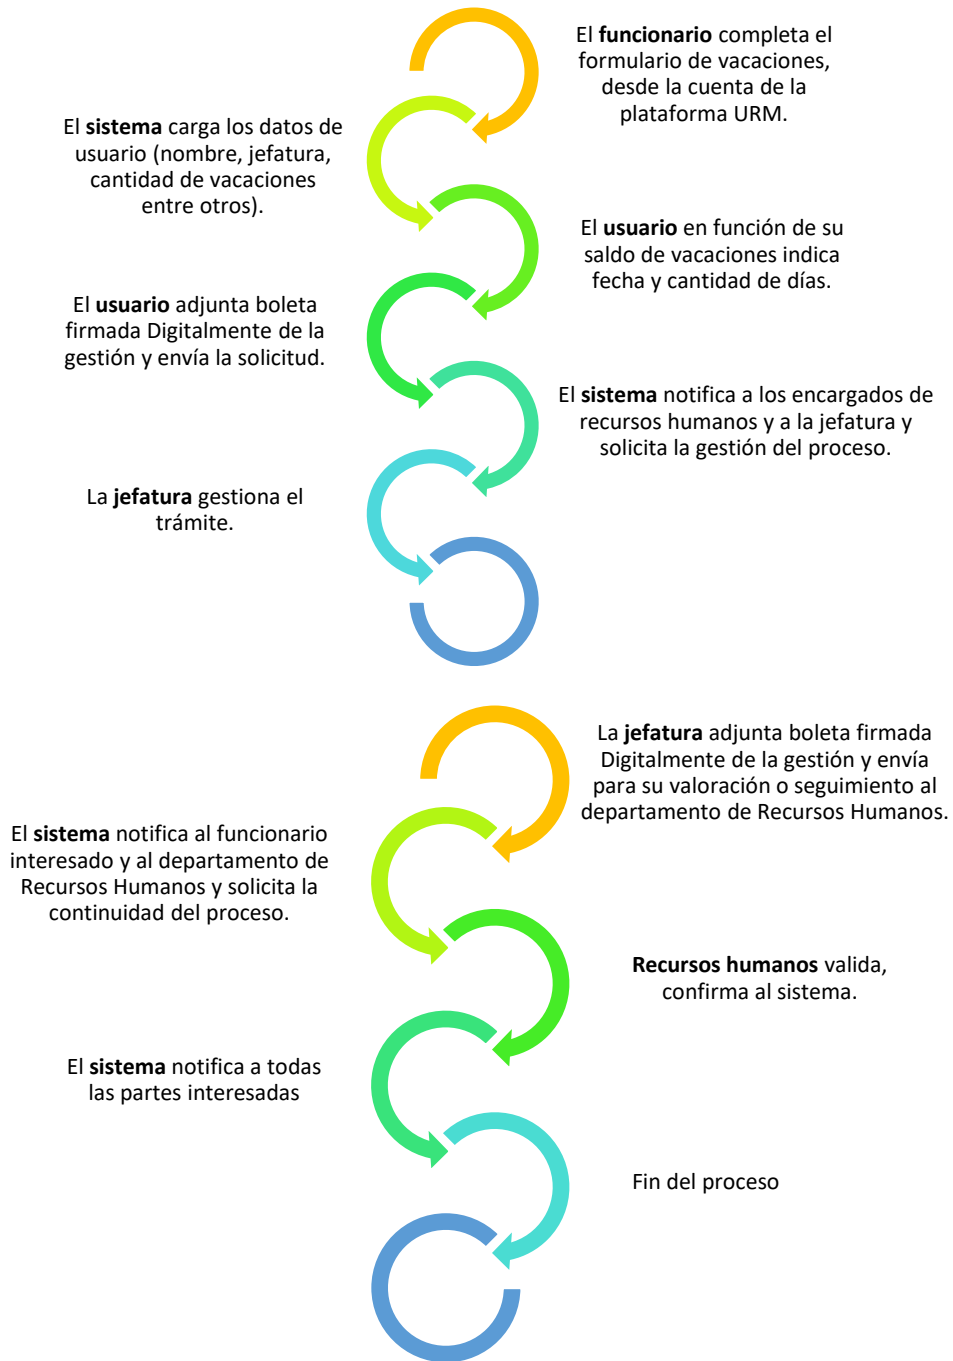 El funcionario completa el
formulario de vacaciones,
desde la cuenta de la
plataforma URM.
El sistema carga los datos de
usuario (nombre, jefatura,
cantidad de vacaciones
entre otros).
El usuario en función de su
saldo de vacaciones indica
fecha y cantidad de días.
El usuario adjunta boleta
firmada Digitalmente de la
gestión y envía la solicitud.
El sistema notifica a los encargados de
recursos humanos y a la jefatura y
solicita la gestión del proceso.
La jefatura gestiona el
trámite.
La jefatura adjunta boleta firmada
Digitalmente de la gestión y envía
para su valoración o seguimiento al
departamento de Recursos Humanos.
El sistema notifica al funcionario
interesado y al departamento de
Recursos Humanos y solicita la
continuidad del proceso.
Recursos humanos valida,
confirma al sistema.
El sistema notifica a todas
las partes interesadas
Fin del proceso